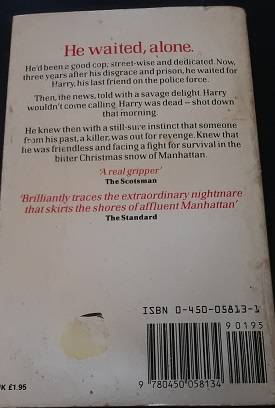 He waited, alone.
He'd been a good cop; street-wise and dedicated. Now,
three years after his disgrace and prison, he waited for
Harry, his last friend on the police force.
Then, the news, told with a savage delight. Harry
wouldn't come calling. Harry was dead – shot down
that morning.
He knew then with a still-sure instinct that someone
from his past, a killer, was out for revenge. Knew that
he was friendless and facing a fight for survival in the
bitter Christmas snow of Manhattan.
'A real gripper'
The Scotsman
'Brilliantly traces the extraordinary nightmare
that skirts the shores of affluent Manhattan'
The Standard
ISBN 0-450-05813-1
90195
9 780450 058134
UK £1.95